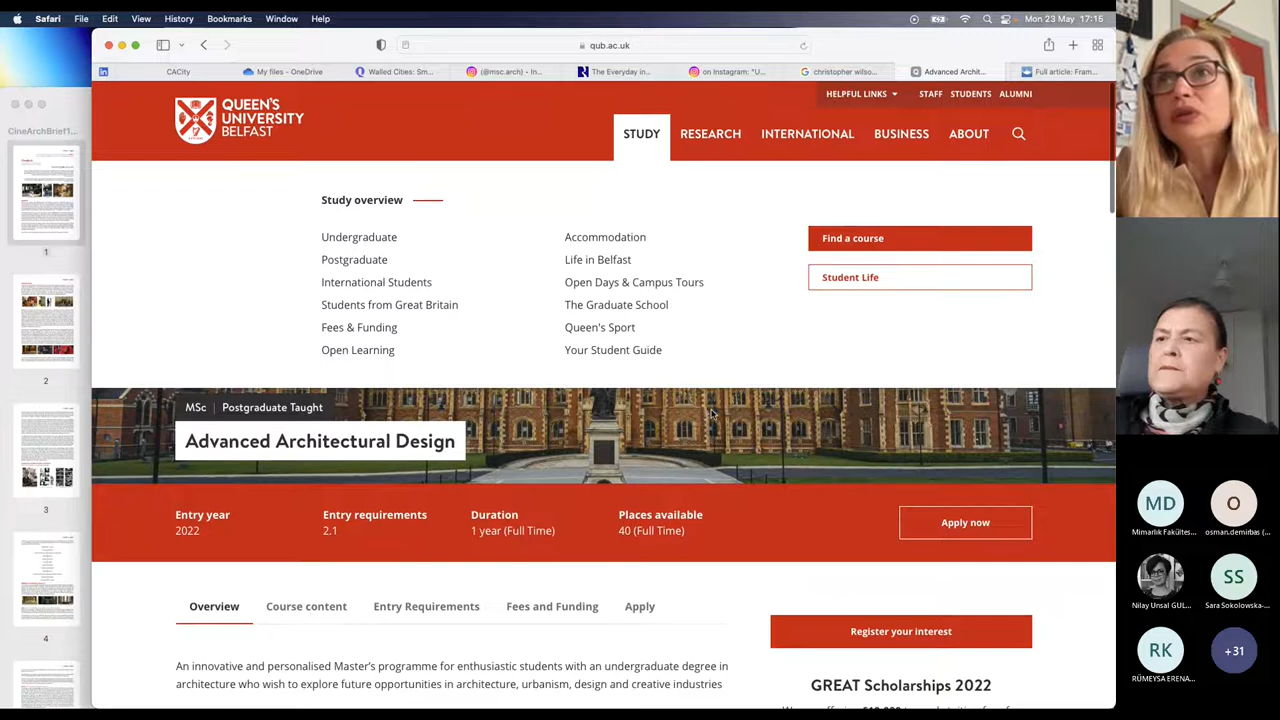 Safari File Edit View History Bookmarks Window Help
Mon 23 May 17:15
qub.ac.uk
CACity
My files - OneDrive
Walled Cities: Sm...
(@msc.arch) • In...
The Everyday in...
on Instagram: "U...
christopher wilso...
Advanced Archit...
Full article: Fram...
CineArchBrief1...
1
2
3
4
HELPFUL LINKS STAFF STUDENTS ALUMNI
QUEEN'S
UNIVERSITY
BELFAST
STUDY RESEARCH INTERNATIONAL BUSINESS ABOUT
Study overview
Undergraduate
Postgraduate
International Students
Students from Great Britain
Fees & Funding
Open Learning
Accommodation
Life in Belfast
Open Days & Campus Tours
The Graduate School
Queen's Sport
Your Student Guide
Find a course
Student Life
MSc | Postgraduate Taught
Advanced Architectural Design
Entry year
2022
Entry requirements
2.1
Duration
1 year (Full Time)
Places available
40 (Full Time)
Apply now
Overview Course content Entry Requirements Fees and Funding Apply
An innovative and personalised Master's programme for enthusiastic students with an undergraduate degree in
architecture who wish to explore future opportunities in architecture, urbanism, design and creative industries
Register your interest
GREAT Scholarships 2022
MD
Mimarlık Fakültes...
O
osman.demirbas (...
Nilay Unsal GUL...
SS
Sara Sokolowska-...
RK
RÜMEYSA ERENA...
+31